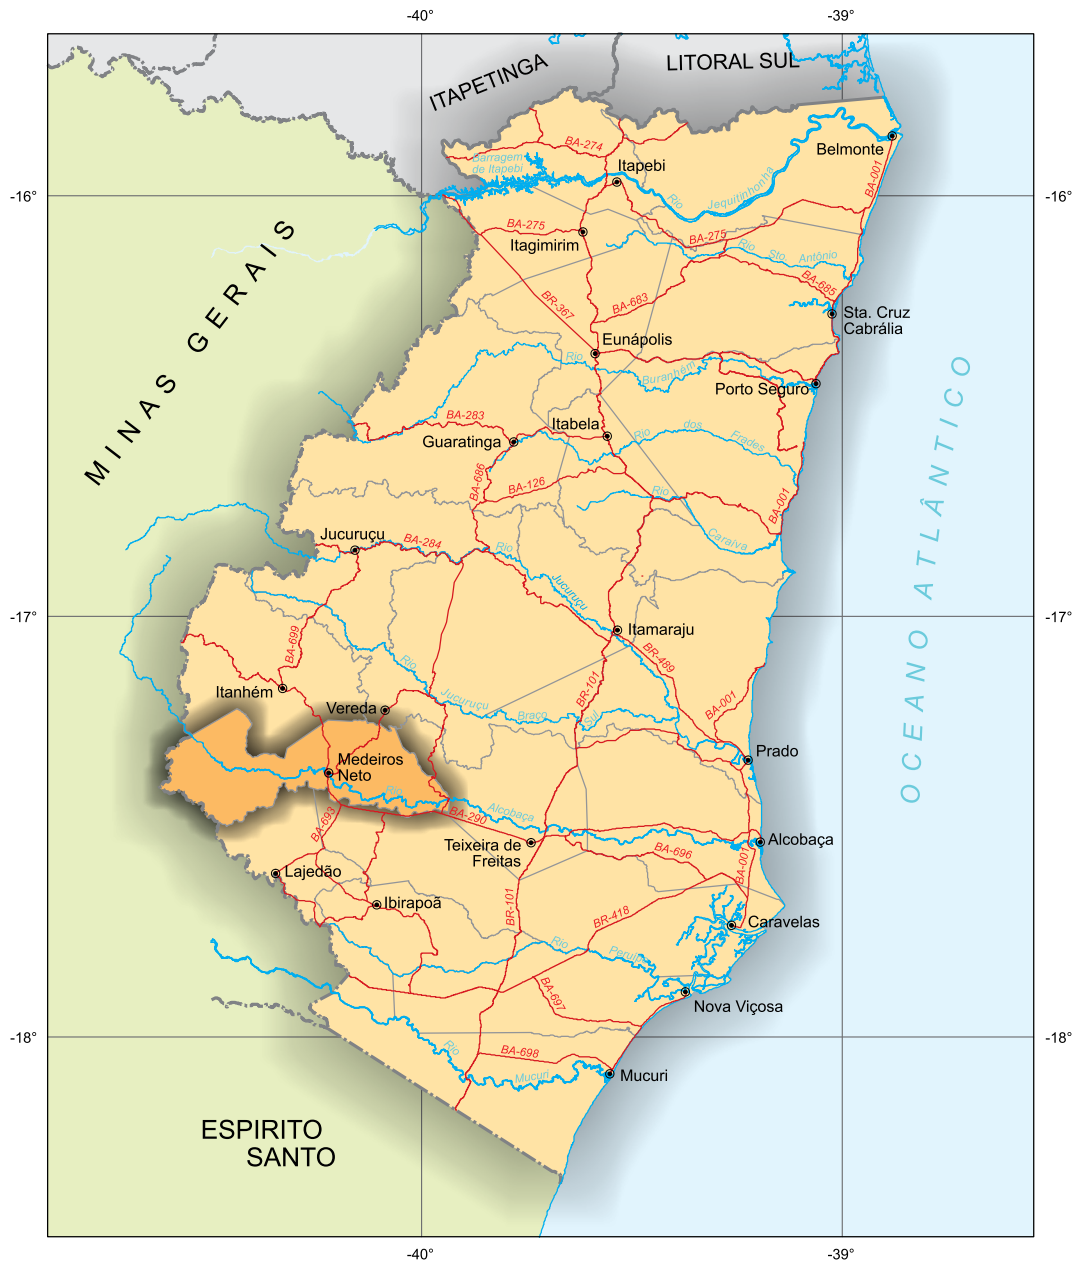 -40°
-39°
ITAPETINGA
LITORAL SUL
BA-274
Barragem
de Itapebi
Itapebi
Belmonte
BA-001
Rio
Jequitinhonha
-16°
-16°
BA-275
Itagimirim
BA-275
Rio
Sto.
Antônio
BA-685
BR-367
BA-683
Sta. Cruz
Cabrália
MINAS GERAIS
Eunápolis
Rio
Buranhém
Porto Seguro
BA-283
Guaratinga
Itabela
Rio
dos
Frades
BA-686
BA-126
Rio
BA-001
Caraíva
OCEANO ATLÂNTICO
Jucuruçu
BA-284
Rio
Jucuruçu
-17°
-17°
Itamaraju
BA-699
BR-489
Rio
Itanhém
Vereda
Jucuruçu
Braço
Sul
BR-101
BA-001
Prado
Medeiros
Neto
Rio
Alcobaça
BA-290
BA-693
Teixeira de
Freitas
Alcobaça
BA-696
BA-001
Lajedão
Ibirapoã
BR-101
BR-418
Caravelas
Rio
Peruípe
BA-697
Nova Viçosa
-18°
-18°
Rio
BA-698
Mucuri
Mucuri
ESPIRITO
SANTO
-40°
-39°